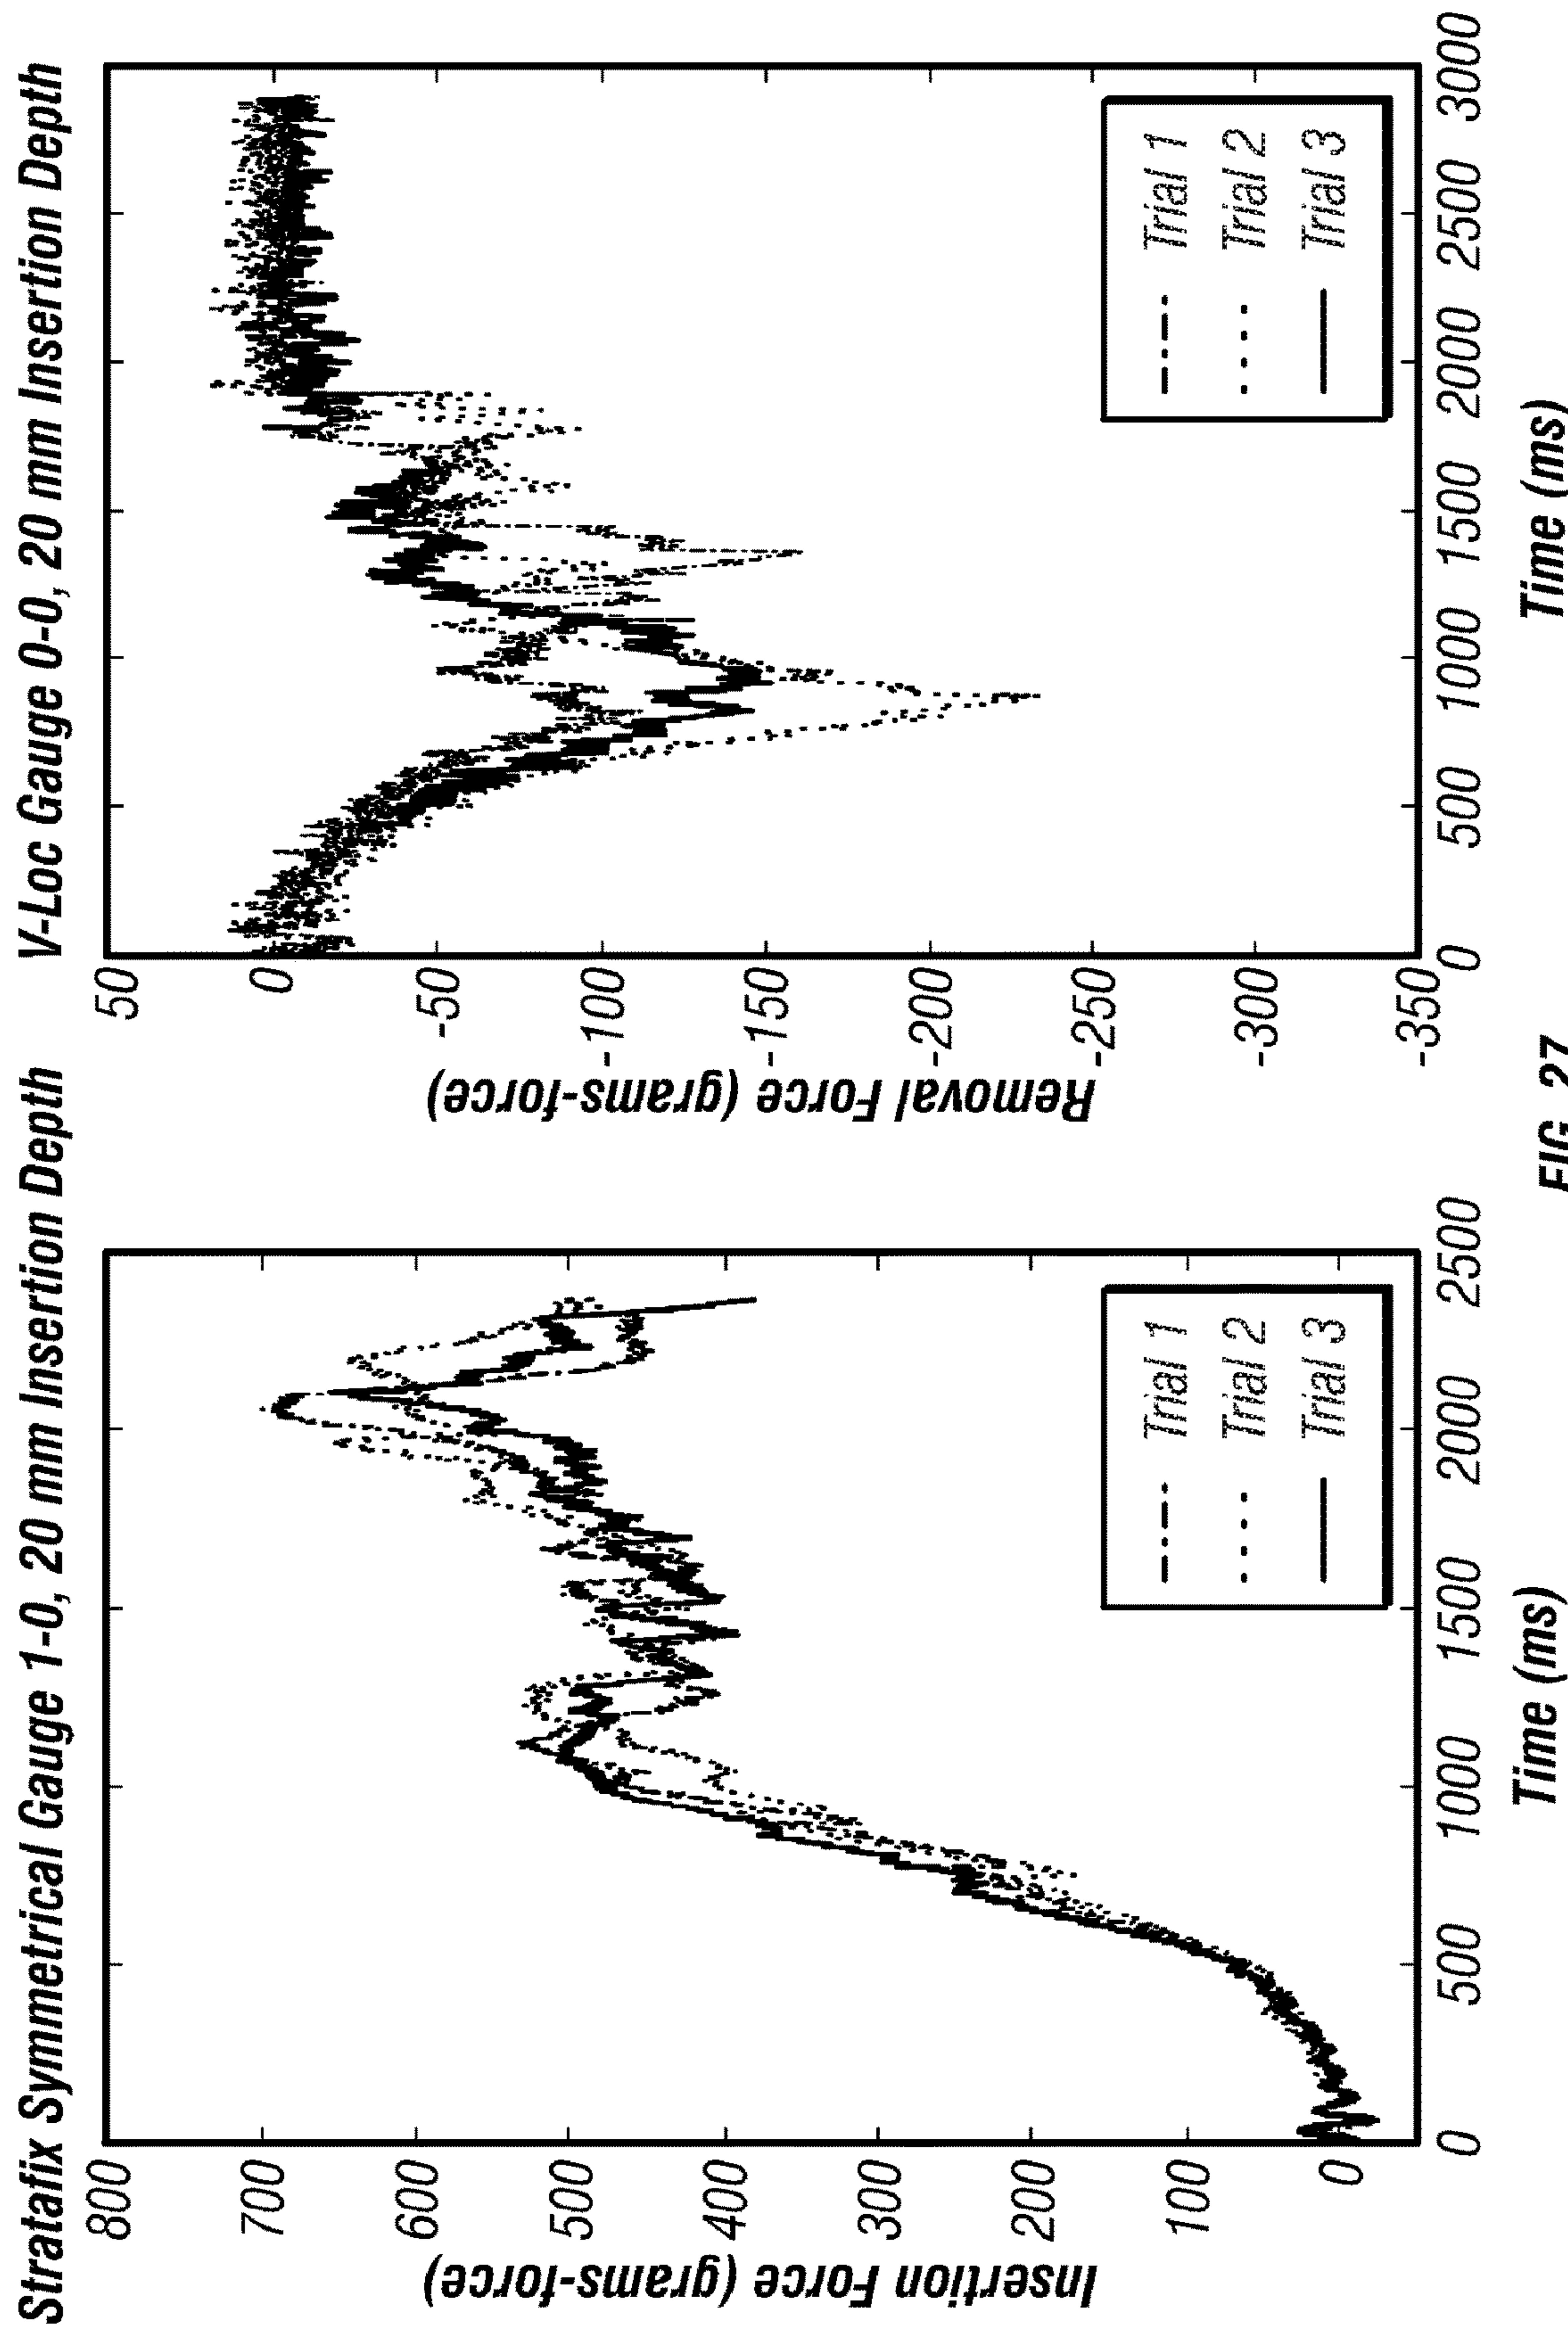 Stratafix Symmetrical Gauge 1-0, 20 mm Insertion Depth
Insertion Force (grams-force)
800
700
600
500
400
300
200
100
0
0 500 1000 1500 2000 2500
Time (ms)
Trial 1
Trial 2
Trial 3
V-Loc Gauge 0-0, 20 mm Insertion Depth
Removal Force (grams-force)
50
0
-50
-100
-150
-200
-250
-300
-350
0 500 1000 1500 2000 2500 3000
Time (ms)
Trial 1
Trial 2
Trial 3
FIG. 27